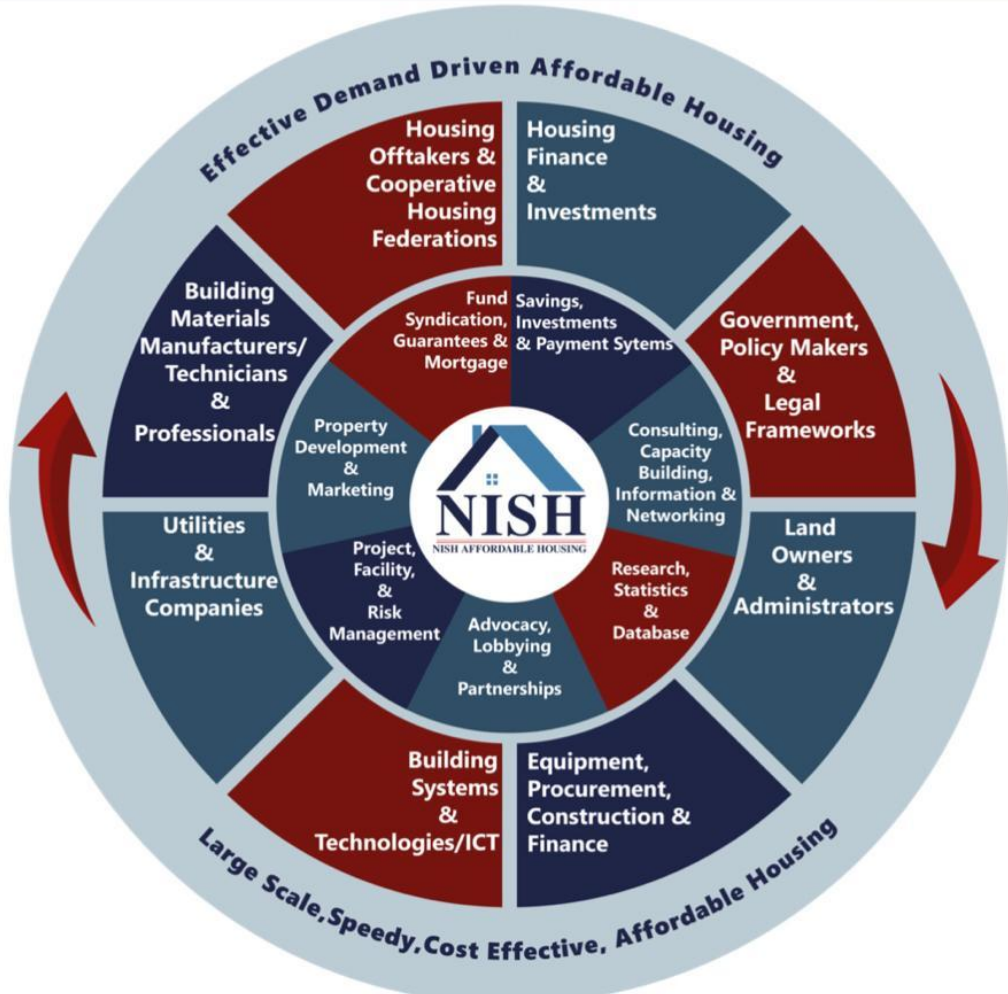 Effective Demand Driven Affordable Housing
Housing
Offtakers &
Cooperative
Housing
Federations
Housing
Finance
&
Investments
Government,
Policy Makers
&
Legal
Frameworks
Land
Owners
&
Administrators
Equipment,
Procurement,
Construction &
Finance
Building
Systems
&
Technologies/ICT
Utilities
&
Infrastructure
Companies
Building
Materials
Manufacturers/
Technicians
&
Professionals
Fund
Syndication,
Guarantees &
Mortgage
Savings,
Investments
& Payment Sytems
Consulting,
Capacity
Building,
Information &
Networking
Research,
Statistics
&
Database
Advocacy,
Lobbying
&
Partnerships
Project,
Facility,
&
Risk
Management
Property
Development
&
Marketing
NISH
NISH AFFORDABLE HOUSING
Large Scale,Speedy,Cost Effective, Affordable Housing